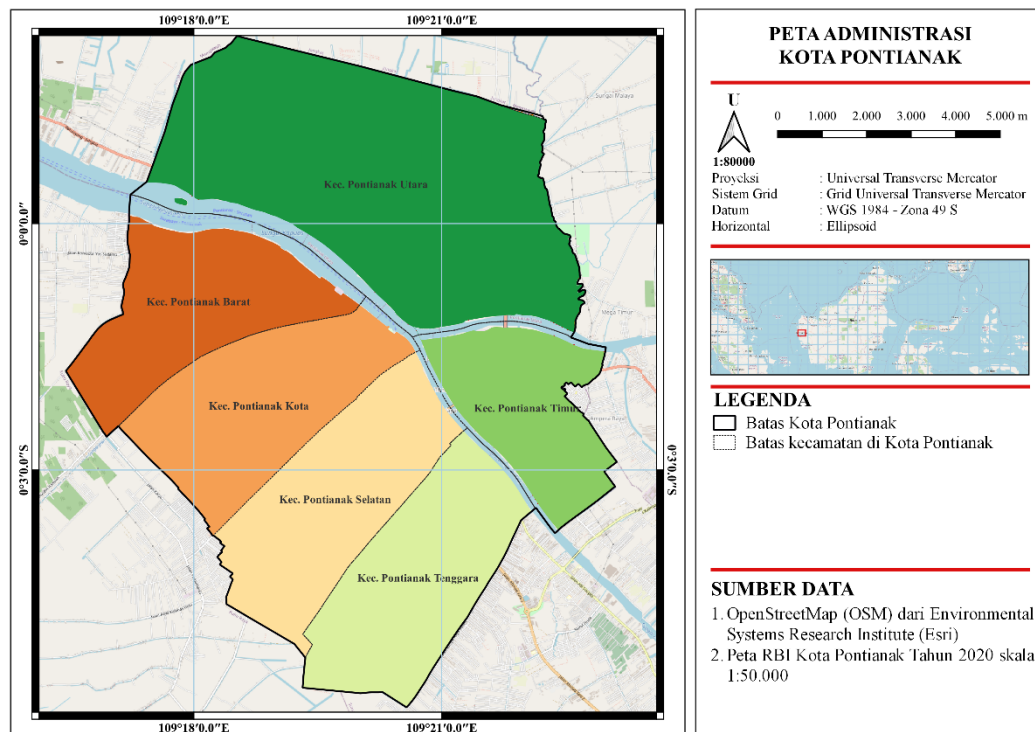 109°18'0.0"E
109°21'0.0"E
0°0'0.0"
0°3'0.0"S
Kec. Pontianak Utara
Kec. Pontianak Barat
Kec. Pontianak Kota
Kec. Pontianak Timur
Kec. Pontianak Selatan
Kec. Pontianak Tenggara
0°3'0.0"S
109°18'0.0"E
109°21'0.0"E
PETA ADMINISTRASI
KOTA PONTIANAK
U
0 1.000 2.000 3.000 4.000 5.000 m
1:80000
Proyeksi : Universal Transverse Mercator
Sistem Grid : Grid Universal Transverse Mercator
Datum : WGS 1984 - Zona 49 S
Horizontal : Ellipsoid
LEGENDA
Batas Kota Pontianak
Batas kecamatan di Kota Pontianak
SUMBER DATA
1. OpenStreetMap (OSM) dari Environmental
Systems Research Institute (Esri)
2. Peta RBI Kota Pontianak Tahun 2020 skala
1:50.000